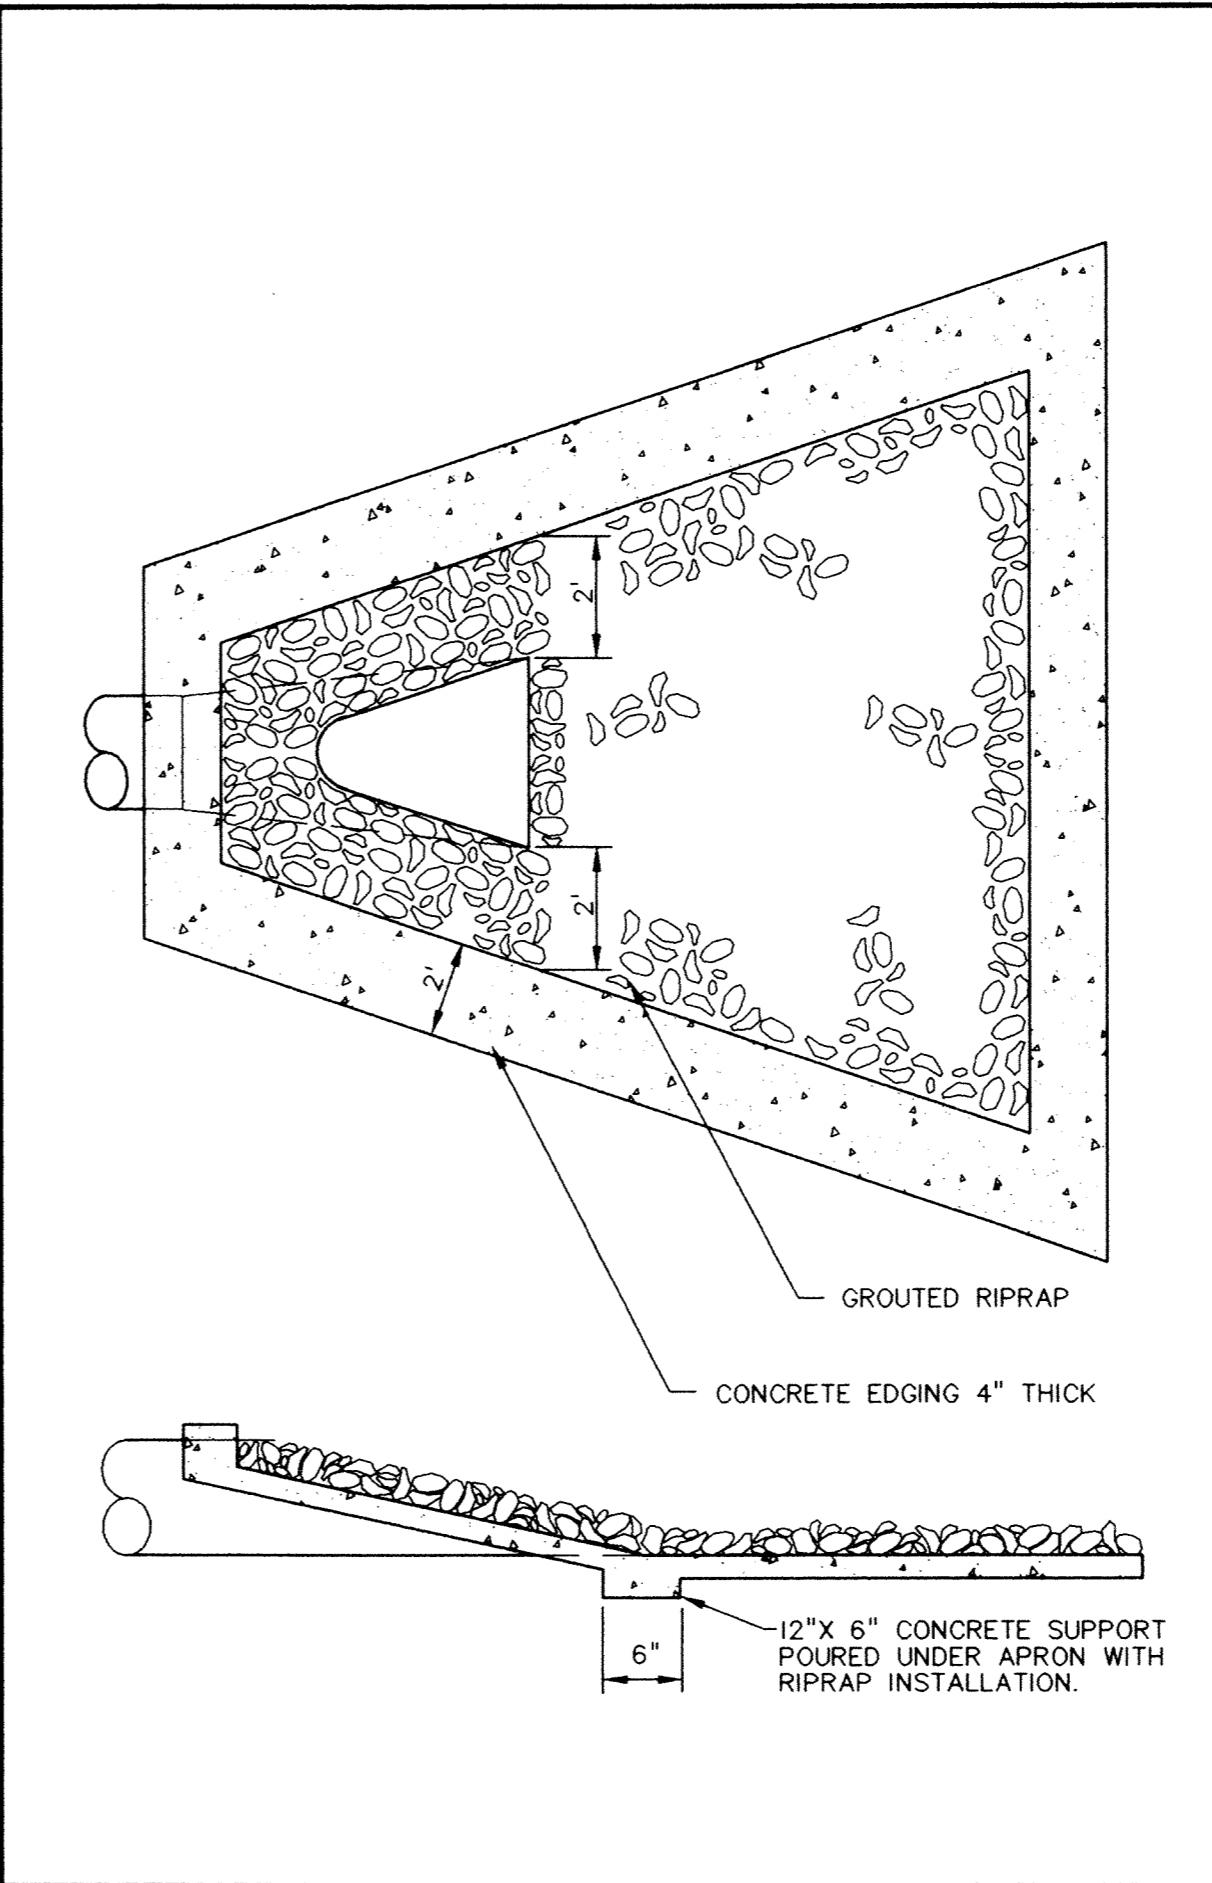 2'
2'
2'
GROUTED RIPRAP
CONCRETE EDGING 4" THICK
12"X 6" CONCRETE SUPPORT
POURED UNDER APRON WITH
RIPRAP INSTALLATION.
6"